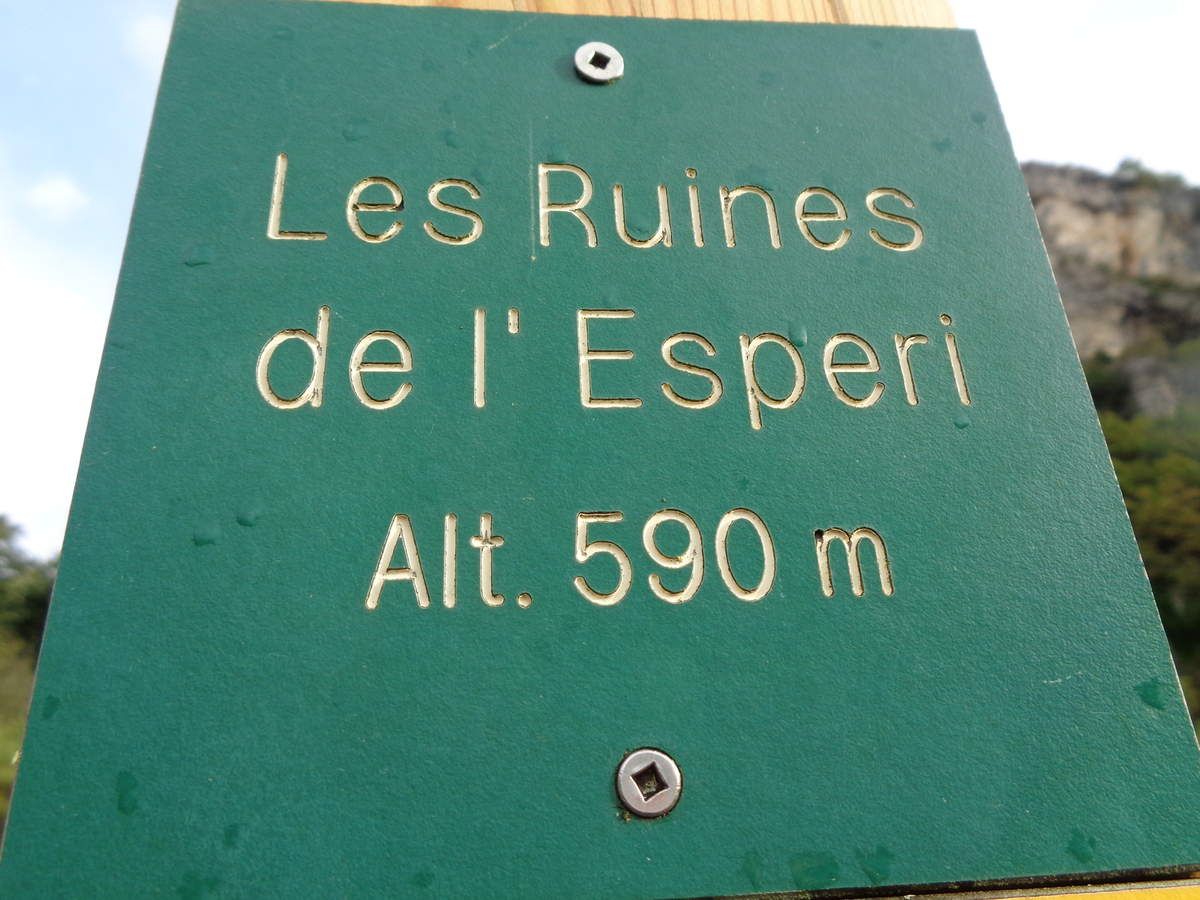 Les Ruines
de l'Esperi
Alt. 590 m